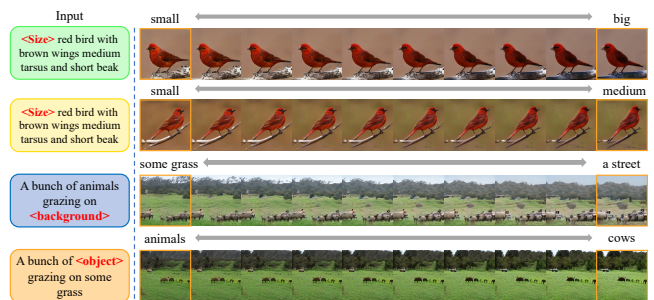 Input
small
big
<Size> red bird with
brown wings medium
tarsus and short beak
small
medium
<Size> red bird with
brown wings medium
tarsus and short beak
some grass
a street
A bunch of animals
grazing on
<background>
animals
cows
A bunch of <object>
grazing on some
grass